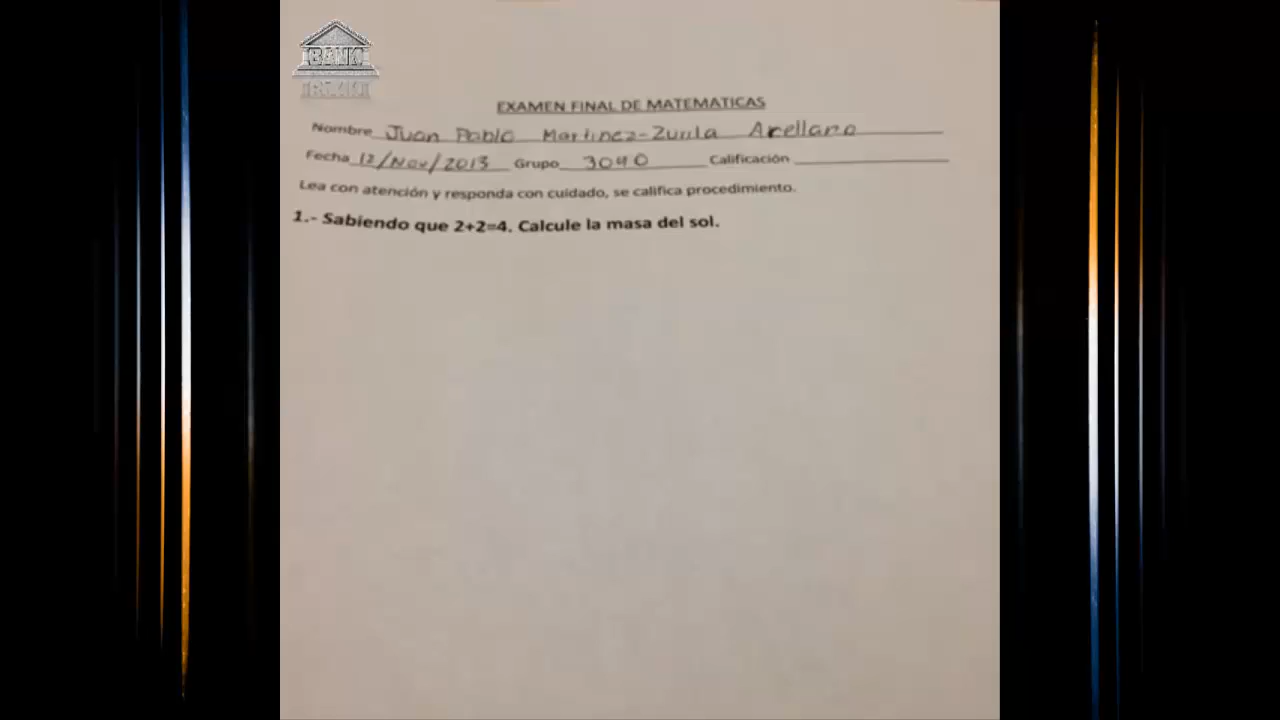 BANK
EXAMEN FINAL DE MATEMATICAS
Nombre Juan Pablo Martinez-Zurita Arellano
Fecha 12/Nov/2013 Grupo 3040 Calificación
Lea con atención y responda con cuidado, se califica procedimiento.
1.- Sabiendo que 2+2=4. Calcule la masa del sol.